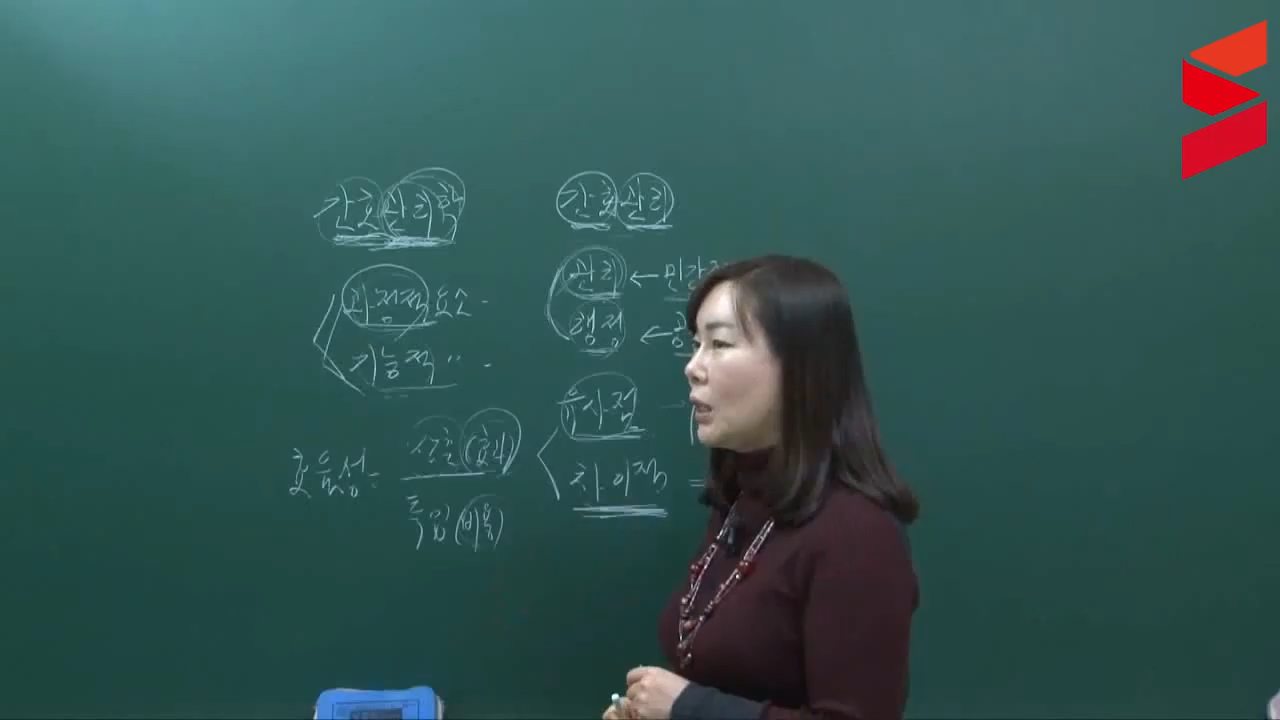 간호관리학
과정적 요소
기능적 〃
효율성 = 산출(효과)
투입(비용)
간호관리
관리 ← 민간
행정 ← 공
유사점 →
차이점 =